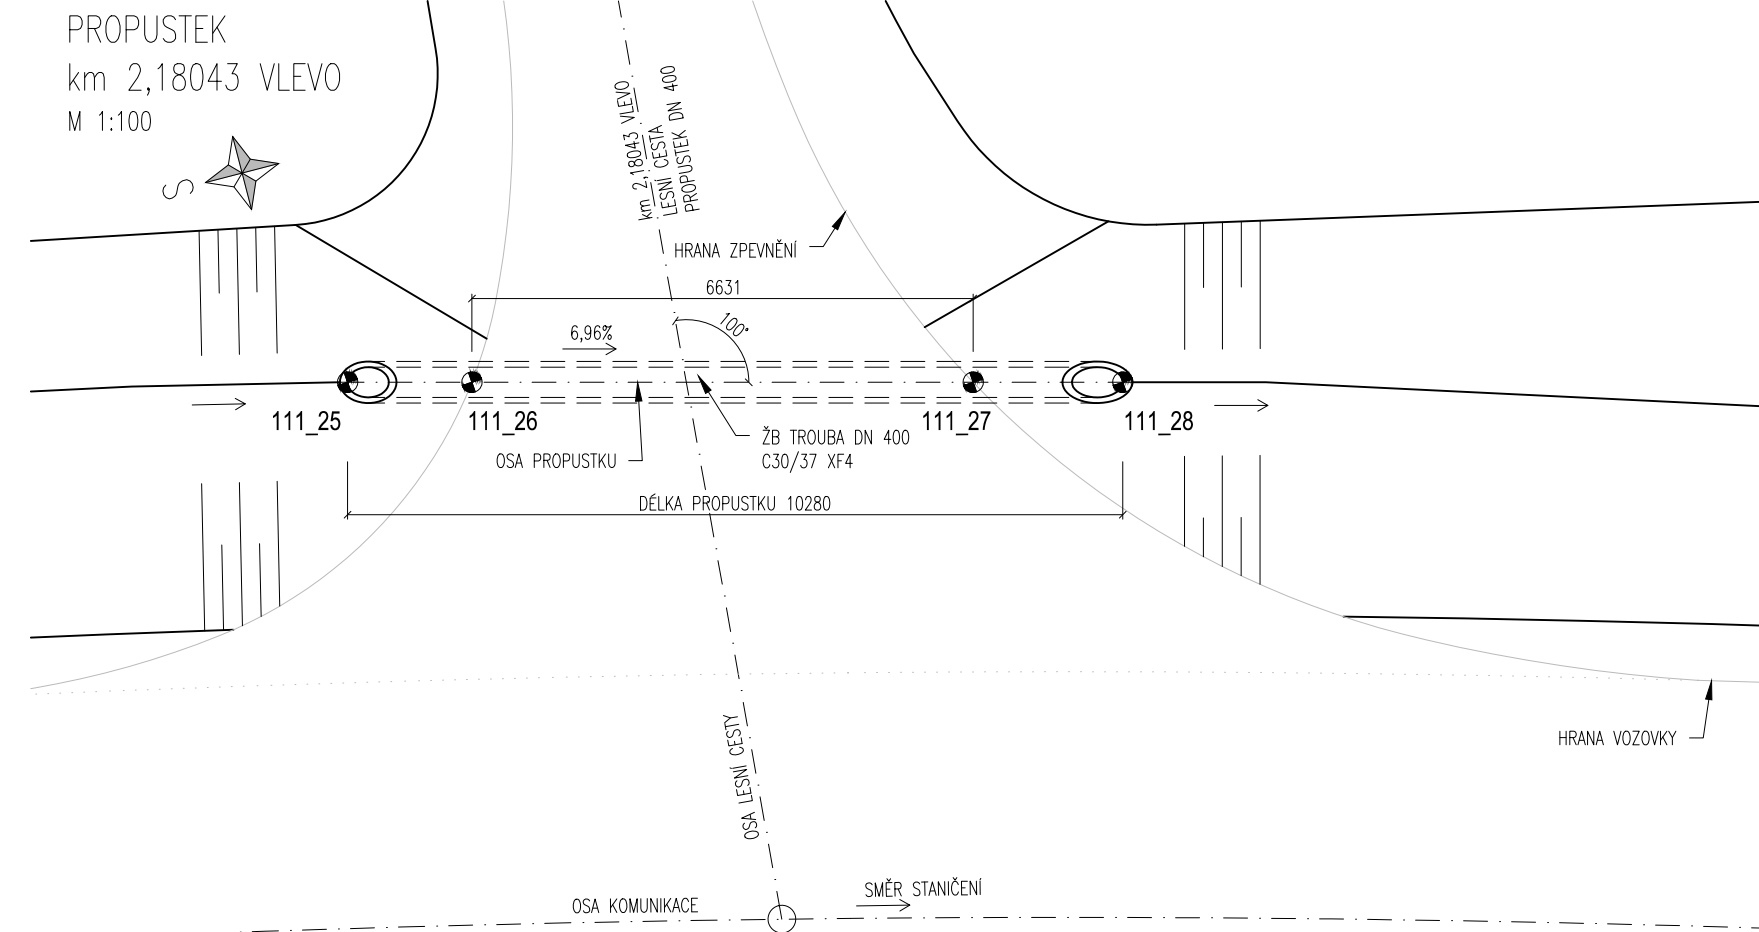 PROPUSTEK
km 2,18043 VLEVO
M 1:100
S
km 2,18043 VLEVO
LESNÍ CESTA
PROPUSTEK DN 400
HRANA ZPEVNĚNÍ
6631
100°
6,96%
111_25
111_26
111_27
111_28
ŽB TROUBA DN 400
C30/37 XF4
OSA PROPUSTKU
DÉLKA PROPUSTKU 10280
HRANA VOZOVKY
OSA LESNÍ CESTY
SMĚR STANIČENÍ
OSA KOMUNIKACE